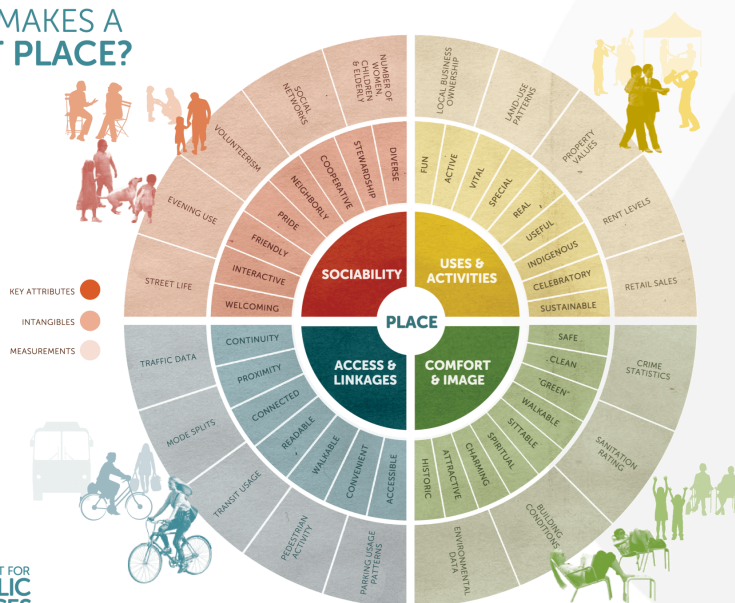 MAKES A
PLACE?
KEY ATTRIBUTES
INTANGIBLES
MEASUREMENTS
PLACE
SOCIABILITY
DIVERSE
STEWARDSHIP
COOPERATIVE
NEIGHBORLY
PRIDE
FRIENDLY
INTERACTIVE
WELCOMING
NUMBER OF
WOMEN,
CHILDREN
& ELDERLY
SOCIAL
NETWORKS
VOLUNTEERISM
EVENING USE
STREET LIFE
USES &
ACTIVITIES
FUN
ACTIVE
VITAL
SPECIAL
REAL
USEFUL
INDIGENOUS
CELEBRATORY
SUSTAINABLE
LOCAL BUSINESS
OWNERSHIP
LAND-USE
PATTERNS
PROPERTY
VALUES
RENT LEVELS
RETAIL SALES
ACCESS &
LINKAGES
CONTINUITY
PROXIMITY
CONNECTED
READABLE
WALKABLE
CONVENIENT
ACCESSIBLE
TRAFFIC DATA
MODE SPLITS
TRANSIT USAGE
PEDESTRIAN
ACTIVITY
PARKING USAGE
PATTERNS
COMFORT
& IMAGE
SAFE
CLEAN
"GREEN"
WALKABLE
SITTABLE
SPIRITUAL
CHARMING
ATTRACTIVE
HISTORIC
CRIME
STATISTICS
SANITATION
RATING
BUILDING
CONDITIONS
ENVIRONMENTAL
DATA
FOR